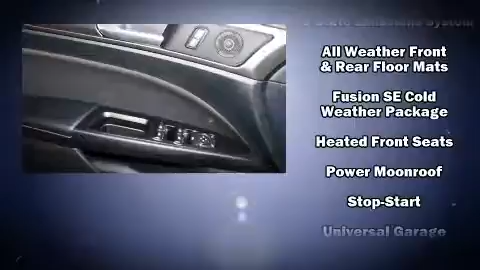 All Weather Front
& Rear Floor Mats
Fusion SE Cold
Weather Package
Heated Front Seats
Power Moonroof
Stop-Start
Universal Garage